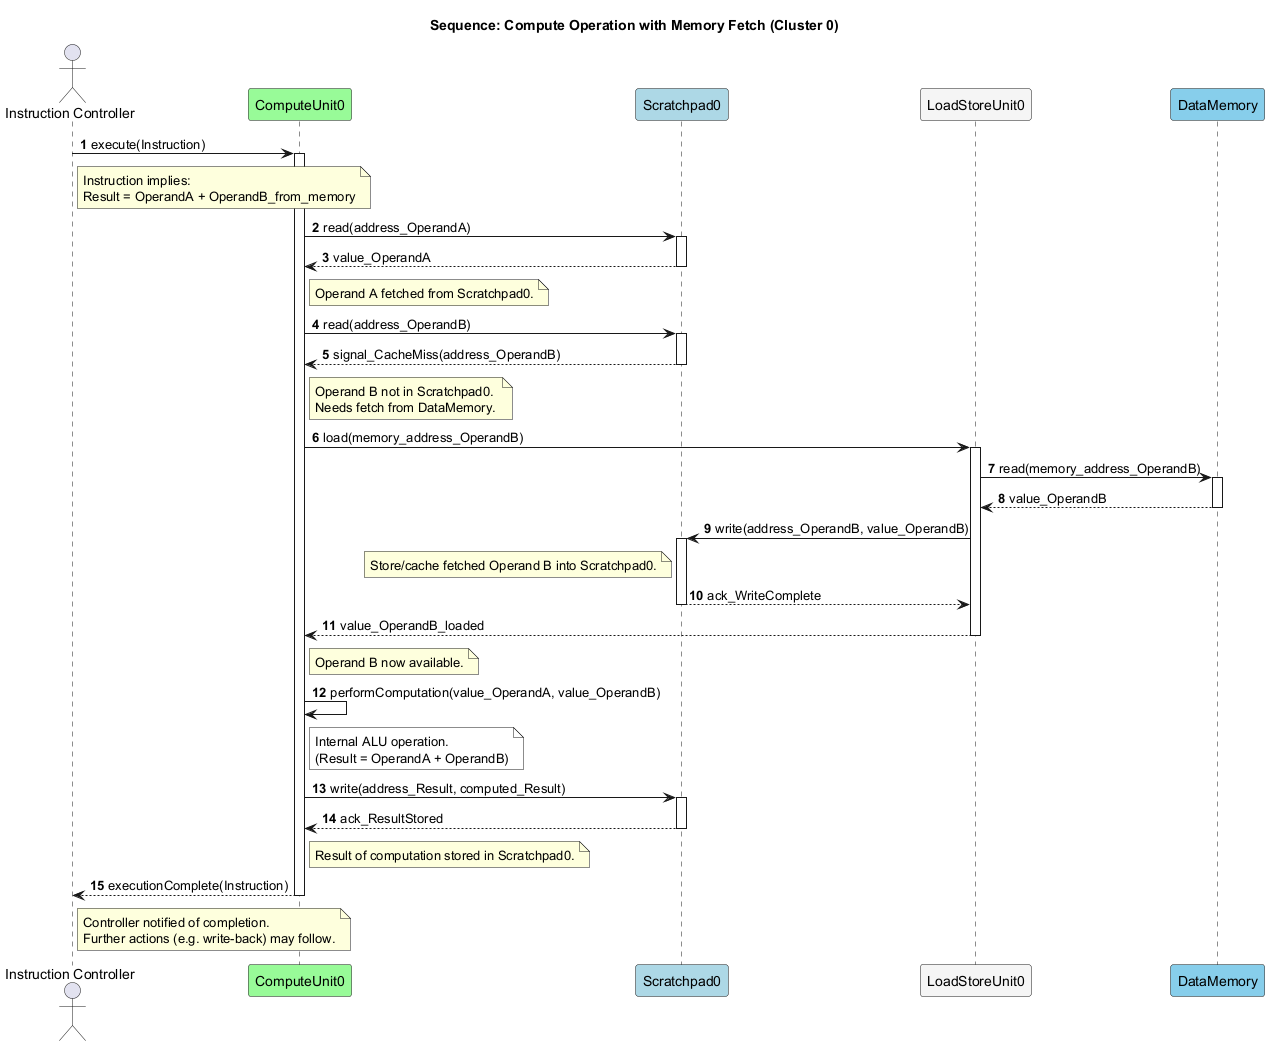 Sequence: Compute Operation with Memory Fetch (Cluster 0)
Instruction Controller
ComputeUnit0
Scratchpad0
LoadStoreUnit0
DataMemory
1 execute(Instruction)
Instruction implies:
Result = OperandA + OperandB_from_memory
2 read(address_OperandA)
3 value_OperandA
Operand A fetched from Scratchpad0.
4 read(address_OperandB)
5 signal_CacheMiss(address_OperandB)
Operand B not in Scratchpad0.
Needs fetch from DataMemory.
6 load(memory_address_OperandB)
7 read(memory_address_OperandB)
8 value_OperandB
9 write(address_OperandB, value_OperandB)
Store/cache fetched Operand B into Scratchpad0.
10 ack_WriteComplete
11 value_OperandB_loaded
Operand B now available.
12 performComputation(value_OperandA, value_OperandB)
Internal ALU operation.
(Result = OperandA + OperandB)
13 write(address_Result, computed_Result)
14 ack_ResultStored
Result of computation stored in Scratchpad0.
15 executionComplete(Instruction)
Controller notified of completion.
Further actions (e.g. write-back) may follow.
Instruction Controller
ComputeUnit0
Scratchpad0
LoadStoreUnit0
DataMemory